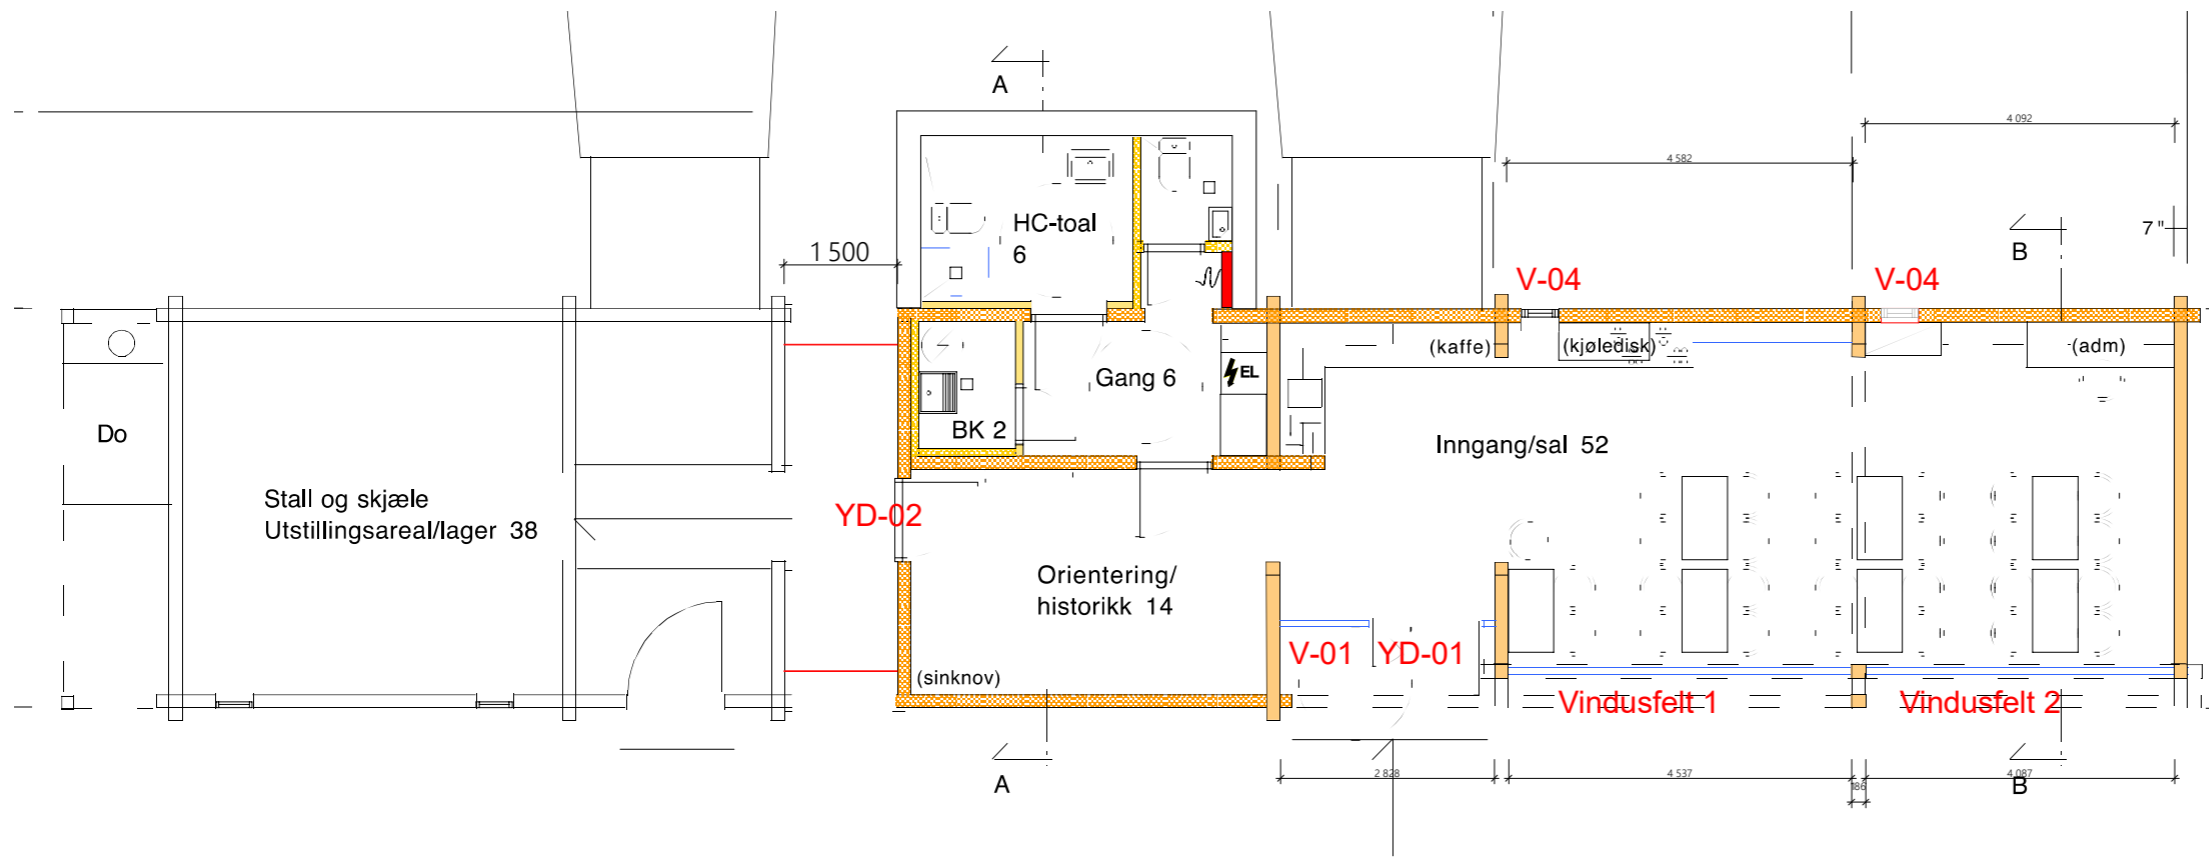 A
4 092
4 582
7"
B
HC-toal
6
1 500
V-04
V-04
(kaffe)
(kjøledisk)
(adm)
EL
Gang 6
Do
BK 2
Inngang/sal 52
Stall og skjæle
Utstillingsareal/lager 38
YD-02
Orientering/
historikk 14
V-01
YD-01
(sinknov)
Vindusfelt 1
Vindusfelt 2
A
2 828
4 537
4 087
186
B